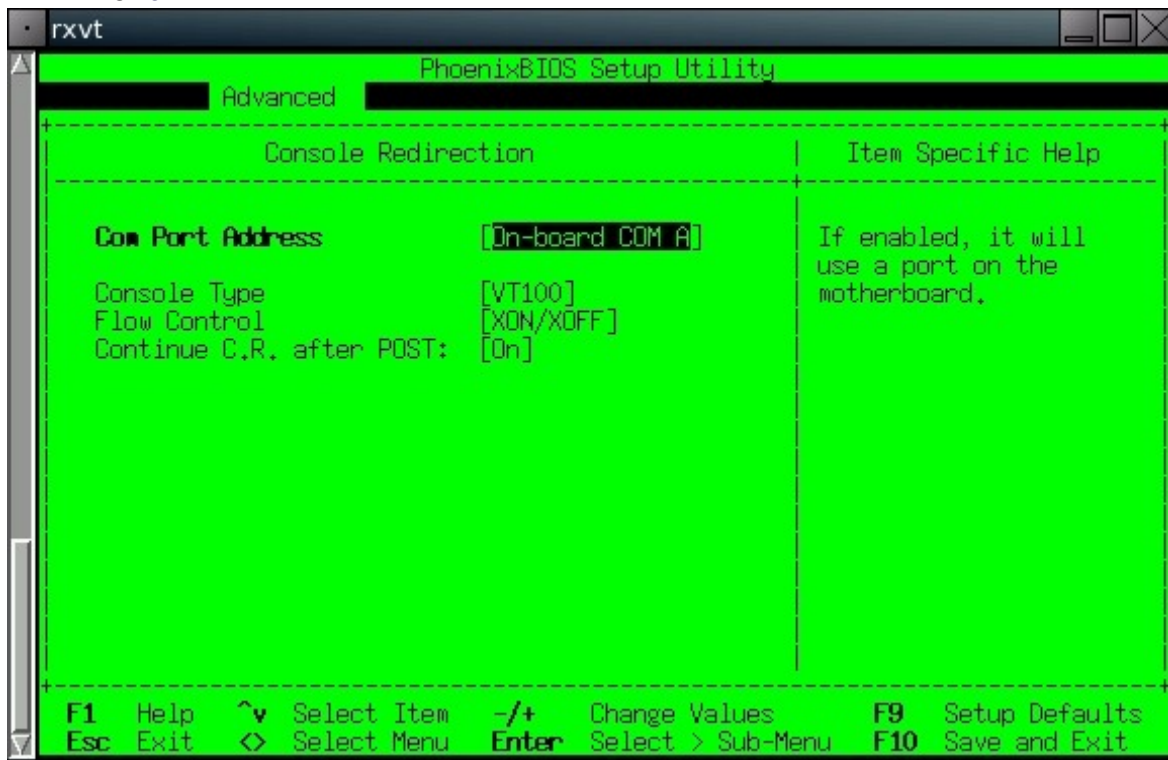 rxvt
PhoenixBIOS Setup Utility
Advanced
Console Redirection
Item Specific Help
Com Port Address [On-board COM A]
If enabled, it will
use a port on the
motherboard.
Console Type [VT100]
Flow Control [XON/XOFF]
Continue C.R. after POST: [On]
F1 Help ^v Select Item -/+ Change Values F9 Setup Defaults
Esc Exit <> Select Menu Enter Select > Sub-Menu F10 Save and Exit